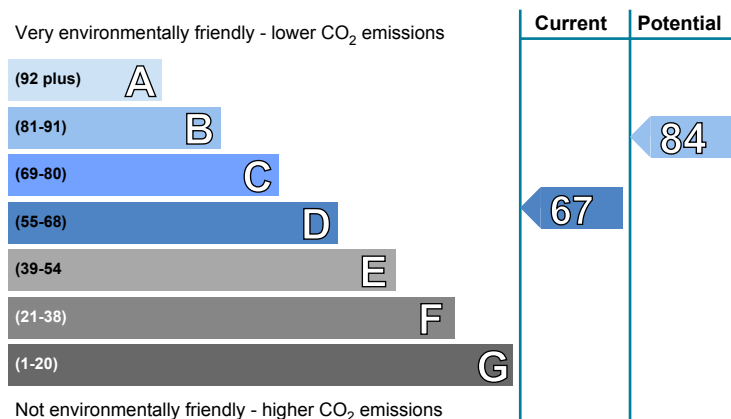 Very environmentally friendly - lower CO2 emissions
Current
Potential
(92 plus) A
(81-91) B
(69-80) C
(55-68) D
(39-54 E
(21-38) F
(1-20) G
84
67
Not environmentally friendly - higher CO2 emissions